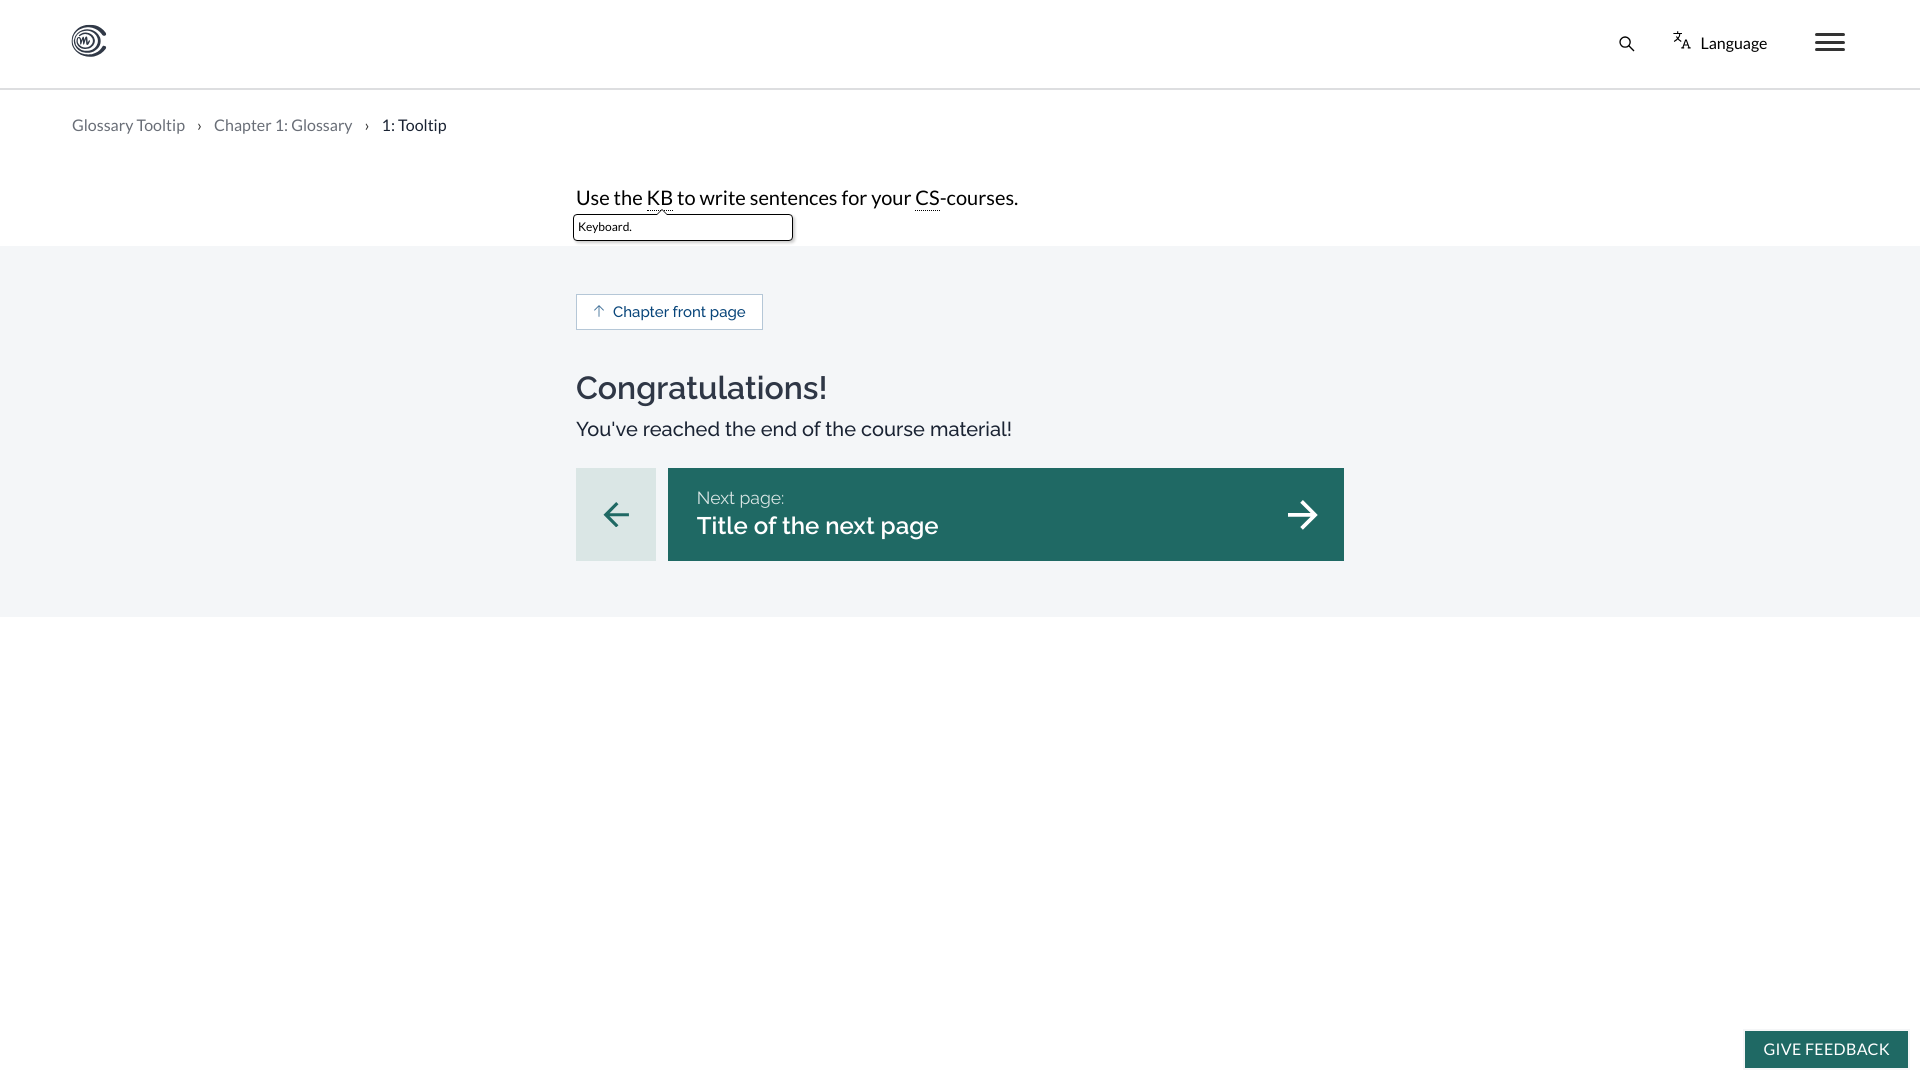 Language
Glossary Tooltip › Chapter 1: Glossary › 1: Tooltip
Use the KB to write sentences for your CS-courses.
Keyboard.
Chapter front page
Congratulations!
You've reached the end of the course material!
Next page:
Title of the next page
GIVE FEEDBACK